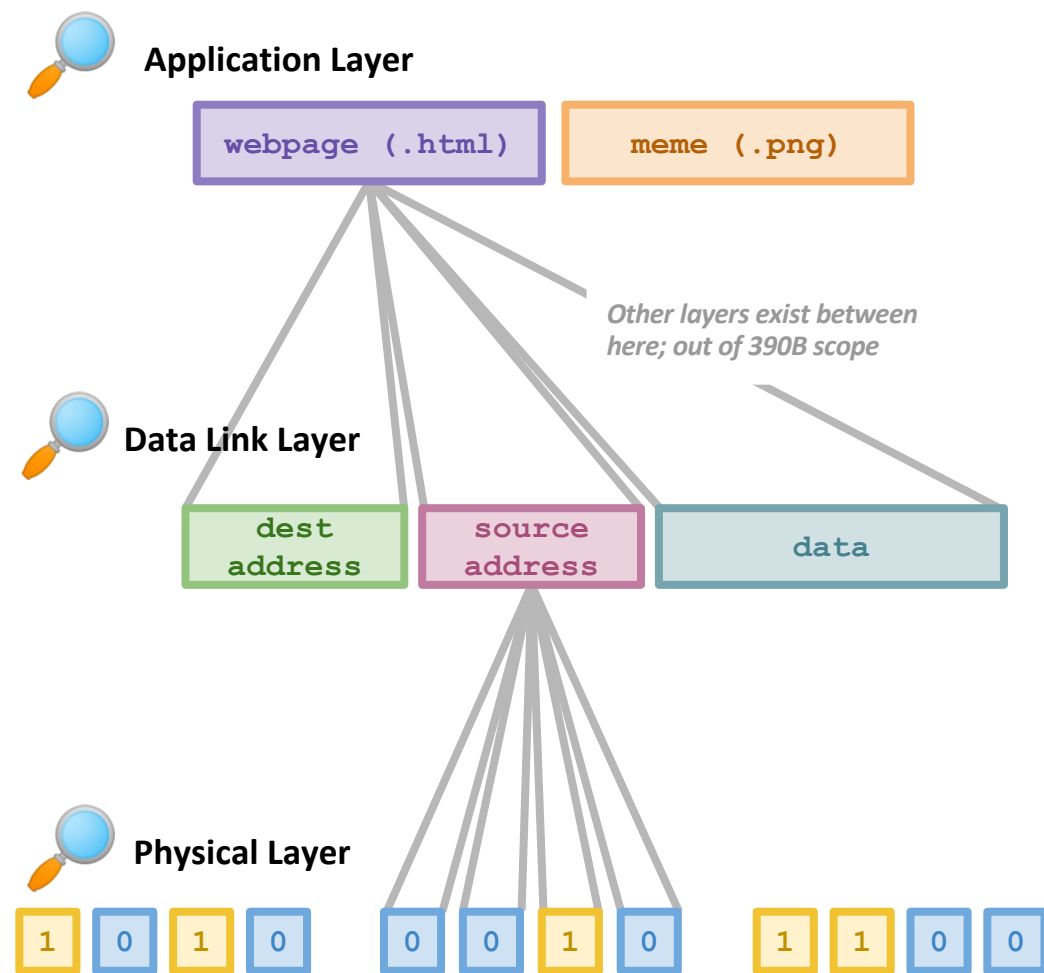 Application Layer
webpage (.html) meme (.png)
Other layers exist between
here; out of 390B scope
Data Link Layer
dest source
address address data
Physical Layer
1 0 1 0 0 0 1 0 1 1 0 0